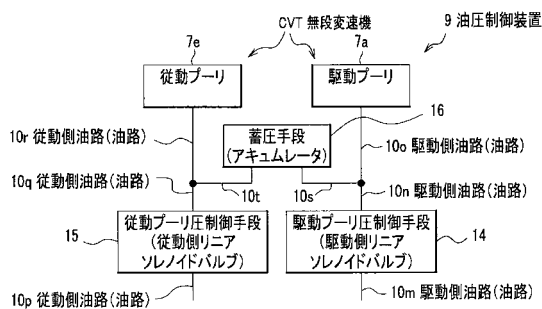 CVT 無段変速機
9 油圧制御装置
7e
7a
従動プーリ
駆動プーリ
16
10r 従動側油路(油路)
蓄圧手段
(アキュムレータ)
10o 駆動側油路(油路)
10q 従動側油路(油路)
10t
10s
10n 駆動側油路(油路)
15
従動プーリ圧制御手段
(従動側リニア
ソレノイドバルブ)
駆動プーリ圧制御手段
(駆動側リニア
ソレノイドバルブ)
14
10p 従動側油路(油路)
10m 駆動側油路(油路)